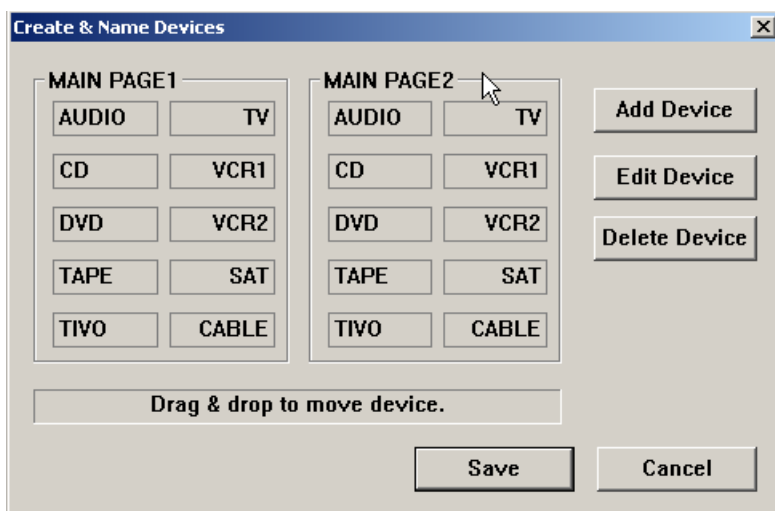 Create & Name Devices
MAIN PAGE1
AUDIO TV
CD VCR1
DVD VCR2
TAPE SAT
TIVO CABLE
MAIN PAGE2
AUDIO TV
CD VCR1
DVD VCR2
TAPE SAT
TIVO CABLE
Add Device
Edit Device
Delete Device
Drag & drop to move device.
Save Cancel